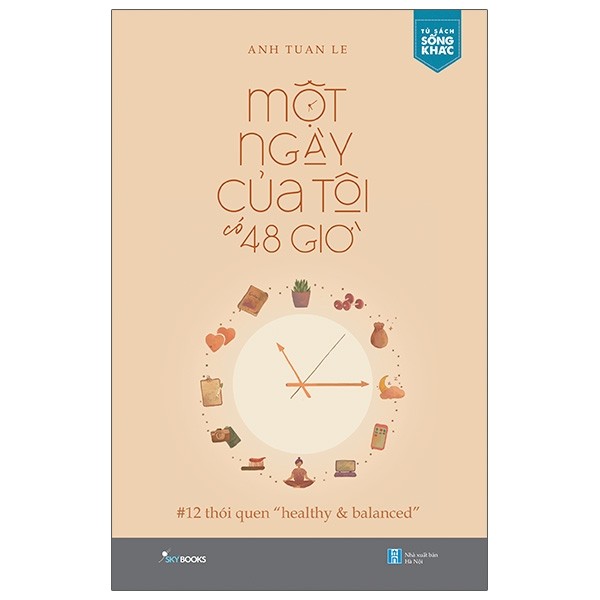 TỦ SÁCH
SỐNG
KHÁC
ANH TUAN LE
MỘT
NGÀY
CỦA TÔI
có 48 GIỜ
#12 thói quen “healthy & balanced”
SKYBOOKS
Nhà xuất bản
Hà Nội